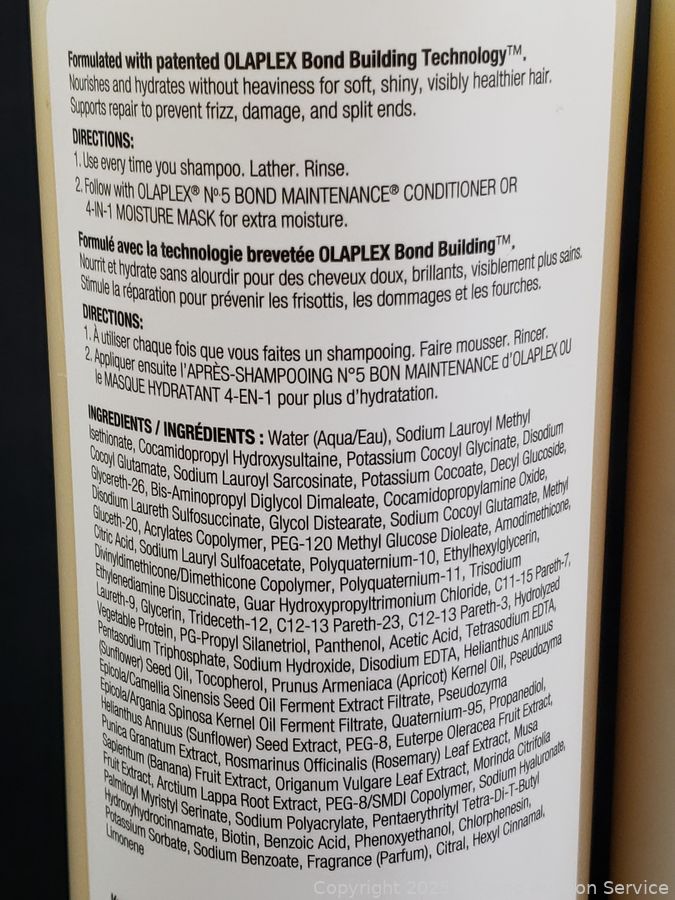 Formulated with patented OLAPLEX Bond Building Technology™.
Nourishes and hydrates without heaviness for soft, shiny, visibly healthier hair.
Supports repair to prevent frizz, damage, and split ends.
DIRECTIONS:
1. Use every time you shampoo. Lather. Rinse.
2. Follow with OLAPLEX® Nº·5 BOND MAINTENANCE® CONDITIONER OR
4-IN-1 MOISTURE MASK for extra moisture.
Formulé avec la technologie brevetée OLAPLEX Bond Building™.
Nourrit et hydrate sans alourdir pour des cheveux doux, brillants, visiblement plus sains.
Stimule la réparation pour prévenir les frisottis, les dommages et les fourches.
DIRECTIONS:
1. À utiliser chaque fois que vous faites un shampooing. Faire mousser. Rincer.
2. Appliquer ensuite l'APRÈS-SHAMPOOING N°5 BON MAINTENANCE d'OLAPLEX OU
le MASQUE HYDRATANT 4-EN-1 pour plus d'hydratation.
INGREDIENTS / INGRÉDIENTS : Water (Aqua/Eau), Sodium Lauroyl Methyl
Isethionate, Cocamidopropyl Hydroxysultaine, Potassium Cocoyl Glycinate, Disodium
Cocoyl Glutamate, Sodium Lauroyl Sarcosinate, Potassium Cocoate, Decyl Glucoside,
Glycereth-26, Bis-Aminopropyl Diglycol Dimaleate, Cocamidopropylamine Oxide,
Disodium Laureth Sulfosuccinate, Glycol Distearate, Sodium Cocoyl Glutamate, Methyl
Gluceth-20, Acrylates Copolymer, PEG-120 Methyl Glucose Dioleate, Amodimethicone,
Citric Acid, Sodium Lauryl Sulfoacetate, Polyquaternium-10, Ethylhexylglycerin,
Divinyldimethicone/Dimethicone Copolymer, Polyquaternium-11, Trisodium
Ethylenediamine Disuccinate, Guar Hydroxypropyltrimonium Chloride, C11-15 Pareth-7,
Laureth-9, Glycerin, Trideceth-12, C12-13 Pareth-23, C12-13 Pareth-3, Hydrolyzed
Vegetable Protein, PG-Propyl Silanetriol, Panthenol, Acetic Acid, Tetrasodium EDTA,
Pentasodium Triphosphate, Sodium Hydroxide, Disodium EDTA, Helianthus Annuus
(Sunflower) Seed Oil, Tocopherol, Prunus Armeniaca (Apricot) Kernel Oil, Pseudozyma
Epicola/Camellia Sinensis Seed Oil Ferment Extract Filtrate, Pseudozyma
Epicola/Argania Spinosa Kernel Oil Ferment Filtrate, Quaternium-95, Propanediol,
Helianthus Annuus (Sunflower) Seed Extract, PEG-8, Euterpe Oleracea Fruit Extract,
Punica Granatum Extract, Rosmarinus Officinalis (Rosemary) Leaf Extract, Musa
Sapientum (Banana) Fruit Extract, Origanum Vulgare Leaf Extract, Morinda Citrifolia
Fruit Extract, Arctium Lappa Root Extract, PEG-8/SMDI Copolymer, Sodium Hyaluronate,
Palmitoyl Myristyl Serinate, Sodium Polyacrylate, Pentaerythrityl Tetra-Di-T-Butyl
Hydroxyhydrocinnamate, Biotin, Benzoic Acid, Phenoxyethanol, Chlorphenesin,
Potassium Sorbate, Sodium Benzoate, Fragrance (Parfum), Citral, Hexyl Cinnamal,
Limonene
Copyright 2025